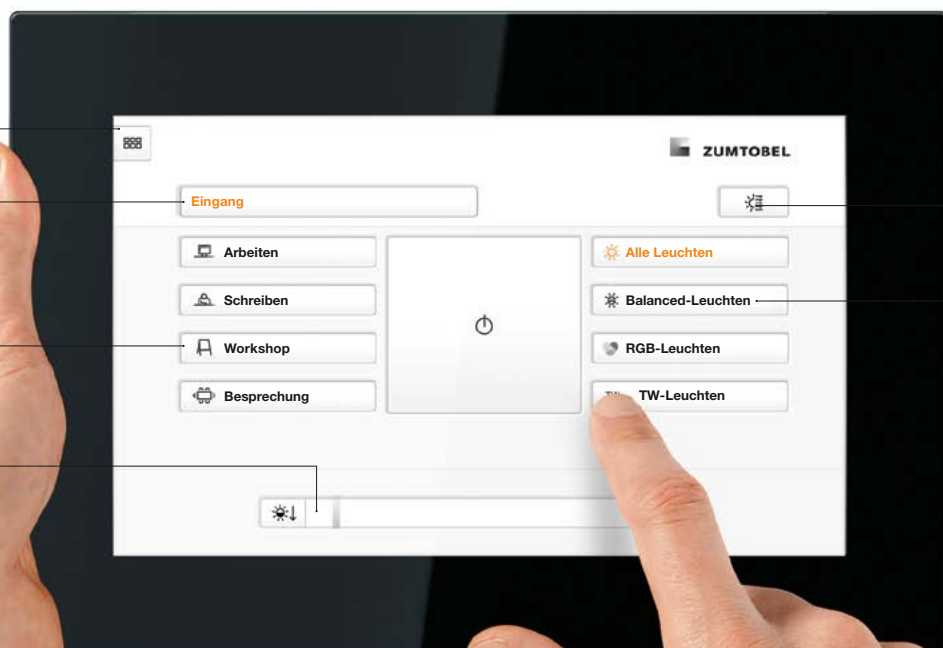 ZUMTOBEL
Eingang
Arbeiten
Schreiben
Workshop
Besprechung
Alle Leuchten
Balanced-Leuchten
RGB-Leuchten
TW-Leuchten